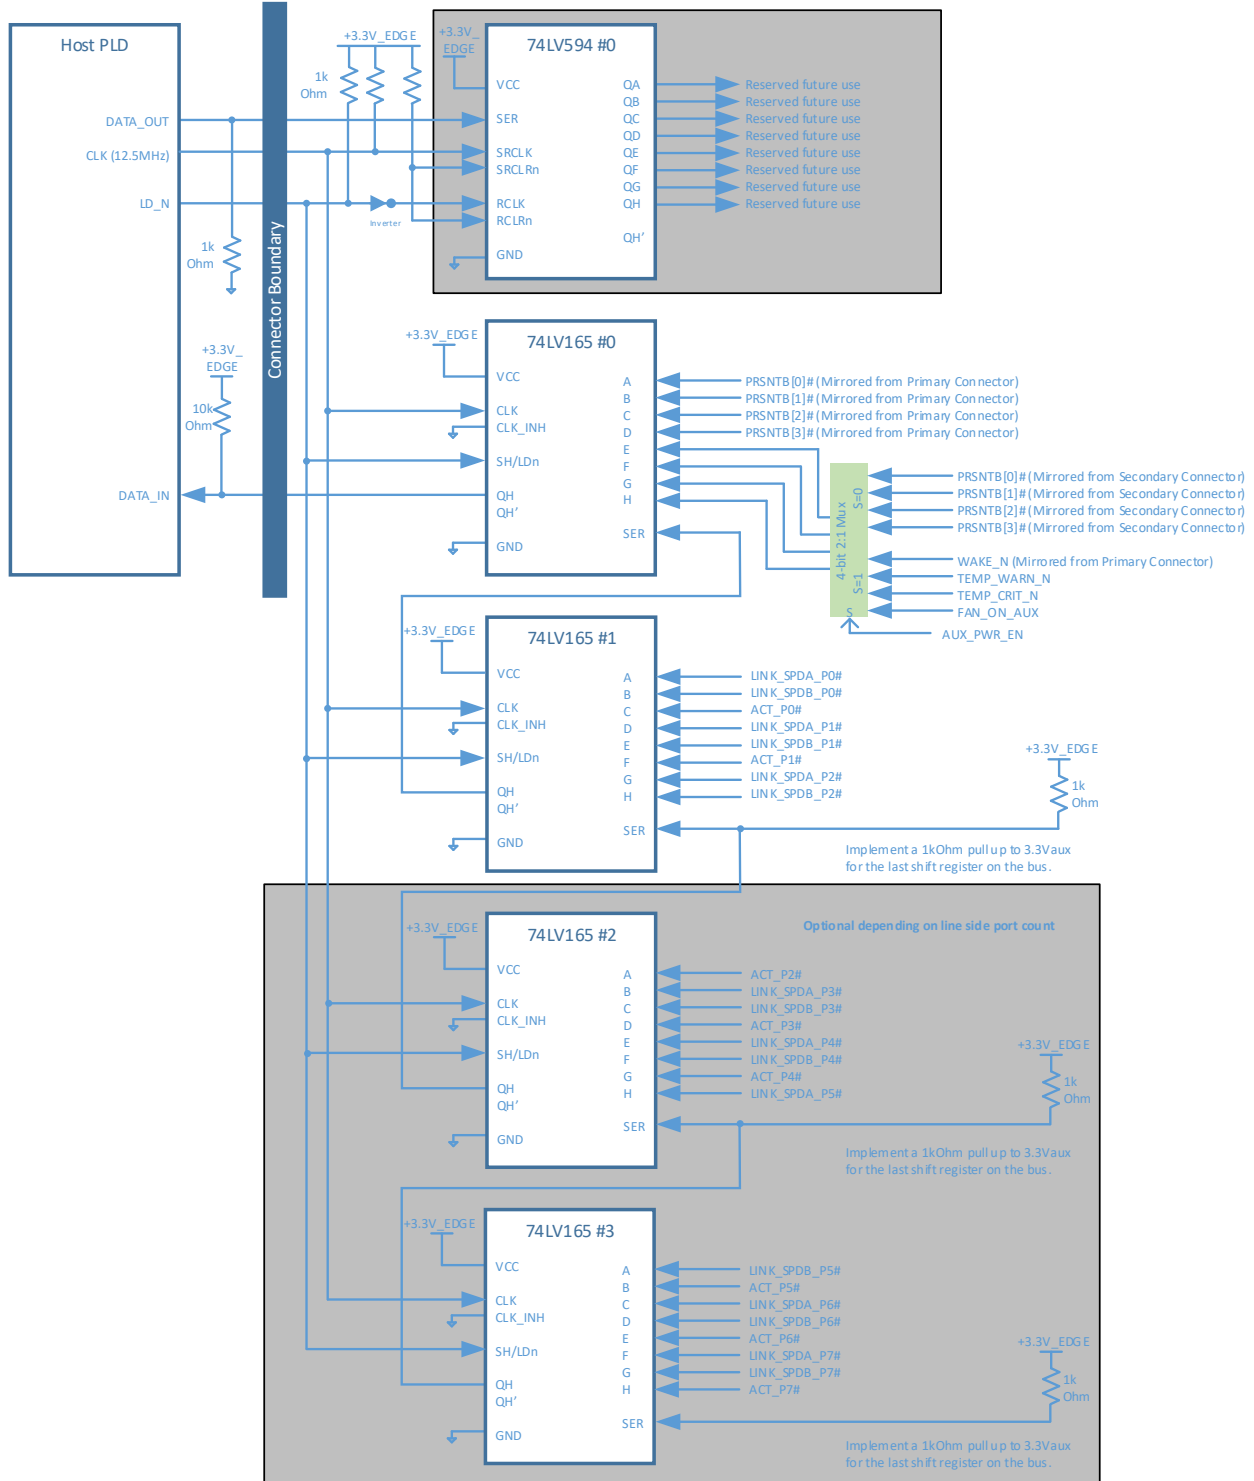 Host PLD
DATA_OUT
CLK (12.5MHz)
LD_N
1k
Ohm
+3.3V_
EDGE
10k
Ohm
DATA_IN
Connector Boundary
+3.3V_EDGE
1k
Ohm
Inverter
+3.3V_
EDGE
74LV594 #0
VCC
SER
SRCLK
SRCLRn
RCLK
RCLRn
GND
QA
QB
QC
QD
QE
QF
QG
QH
QH'
Reserved future use
Reserved future use
Reserved future use
Reserved future use
Reserved future use
Reserved future use
Reserved future use
Reserved future use
+3.3V_EDGE
74LV165 #0
VCC
CLK
CLK_INH
SH/LDn
QH
QH'
GND
A
B
C
D
E
F
G
H
SER
PRSNTB[0]# (Mirrored from Primary Connector)
PRSNTB[1]# (Mirrored from Primary Connector)
PRSNTB[2]# (Mirrored from Primary Connector)
PRSNTB[3]# (Mirrored from Primary Connector)
4-bit 2:1 Mux
S=0
S=1
S
PRSNTB[0]# (Mirrored from Secondary Connector)
PRSNTB[1]# (Mirrored from Secondary Connector)
PRSNTB[2]# (Mirrored from Secondary Connector)
PRSNTB[3]# (Mirrored from Secondary Connector)
WAKE_N (Mirrored from Primary Connector)
TEMP_WARN_N
TEMP_CRIT_N
FAN_ON_AUX
AUX_PWR_EN
+3.3V_EDGE
74LV165 #1
VCC
CLK
CLK_INH
SH/LDn
QH
QH'
GND
A
B
C
D
E
F
G
H
SER
LINK_SPDA_P0#
LINK_SPDB_P0#
ACT_P0#
LINK_SPDA_P1#
LINK_SPDB_P1#
ACT_P1#
LINK_SPDA_P2#
LINK_SPDB_P2#
+3.3V_EDGE
1k
Ohm
Implement a 1kOhm pull up to 3.3Vaux
for the last shift register on the bus.
Optional depending on line side port count
+3.3V_EDGE
74LV165 #2
VCC
CLK
CLK_INH
SH/LDn
QH
QH'
GND
A
B
C
D
E
F
G
H
SER
ACT_P2#
LINK_SPDA_P3#
LINK_SPDB_P3#
ACT_P3#
LINK_SPDA_P4#
LINK_SPDB_P4#
ACT_P4#
LINK_SPDA_P5#
+3.3V_EDGE
1k
Ohm
Implement a 1kOhm pull up to 3.3Vaux
for the last shift register on the bus.
+3.3V_EDGE
74LV165 #3
VCC
CLK
CLK_INH
SH/LDn
QH
QH'
GND
A
B
C
D
E
F
G
H
SER
LINK_SPDB_P5#
ACT_P5#
LINK_SPDA_P6#
LINK_SPDB_P6#
ACT_P6#
LINK_SPDA_P7#
LINK_SPDB_P7#
ACT_P7#
+3.3V_EDGE
1k
Ohm
Implement a 1kOhm pull up to 3.3Vaux
for the last shift register on the bus.